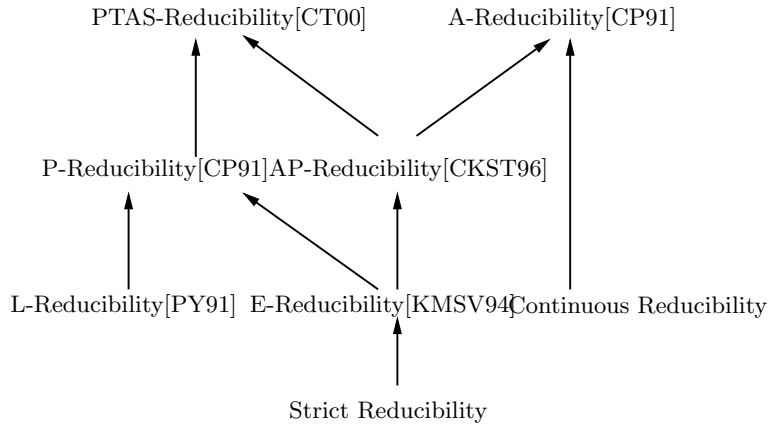 PTAS-Reducibility[CT00] A-Reducibility[CP91]
P-Reducibility[CP91] AP-Reducibility[CKST96]
L-Reducibility[PY91] E-Reducibility[KMSV94] Continuous Reducibility
Strict Reducibility